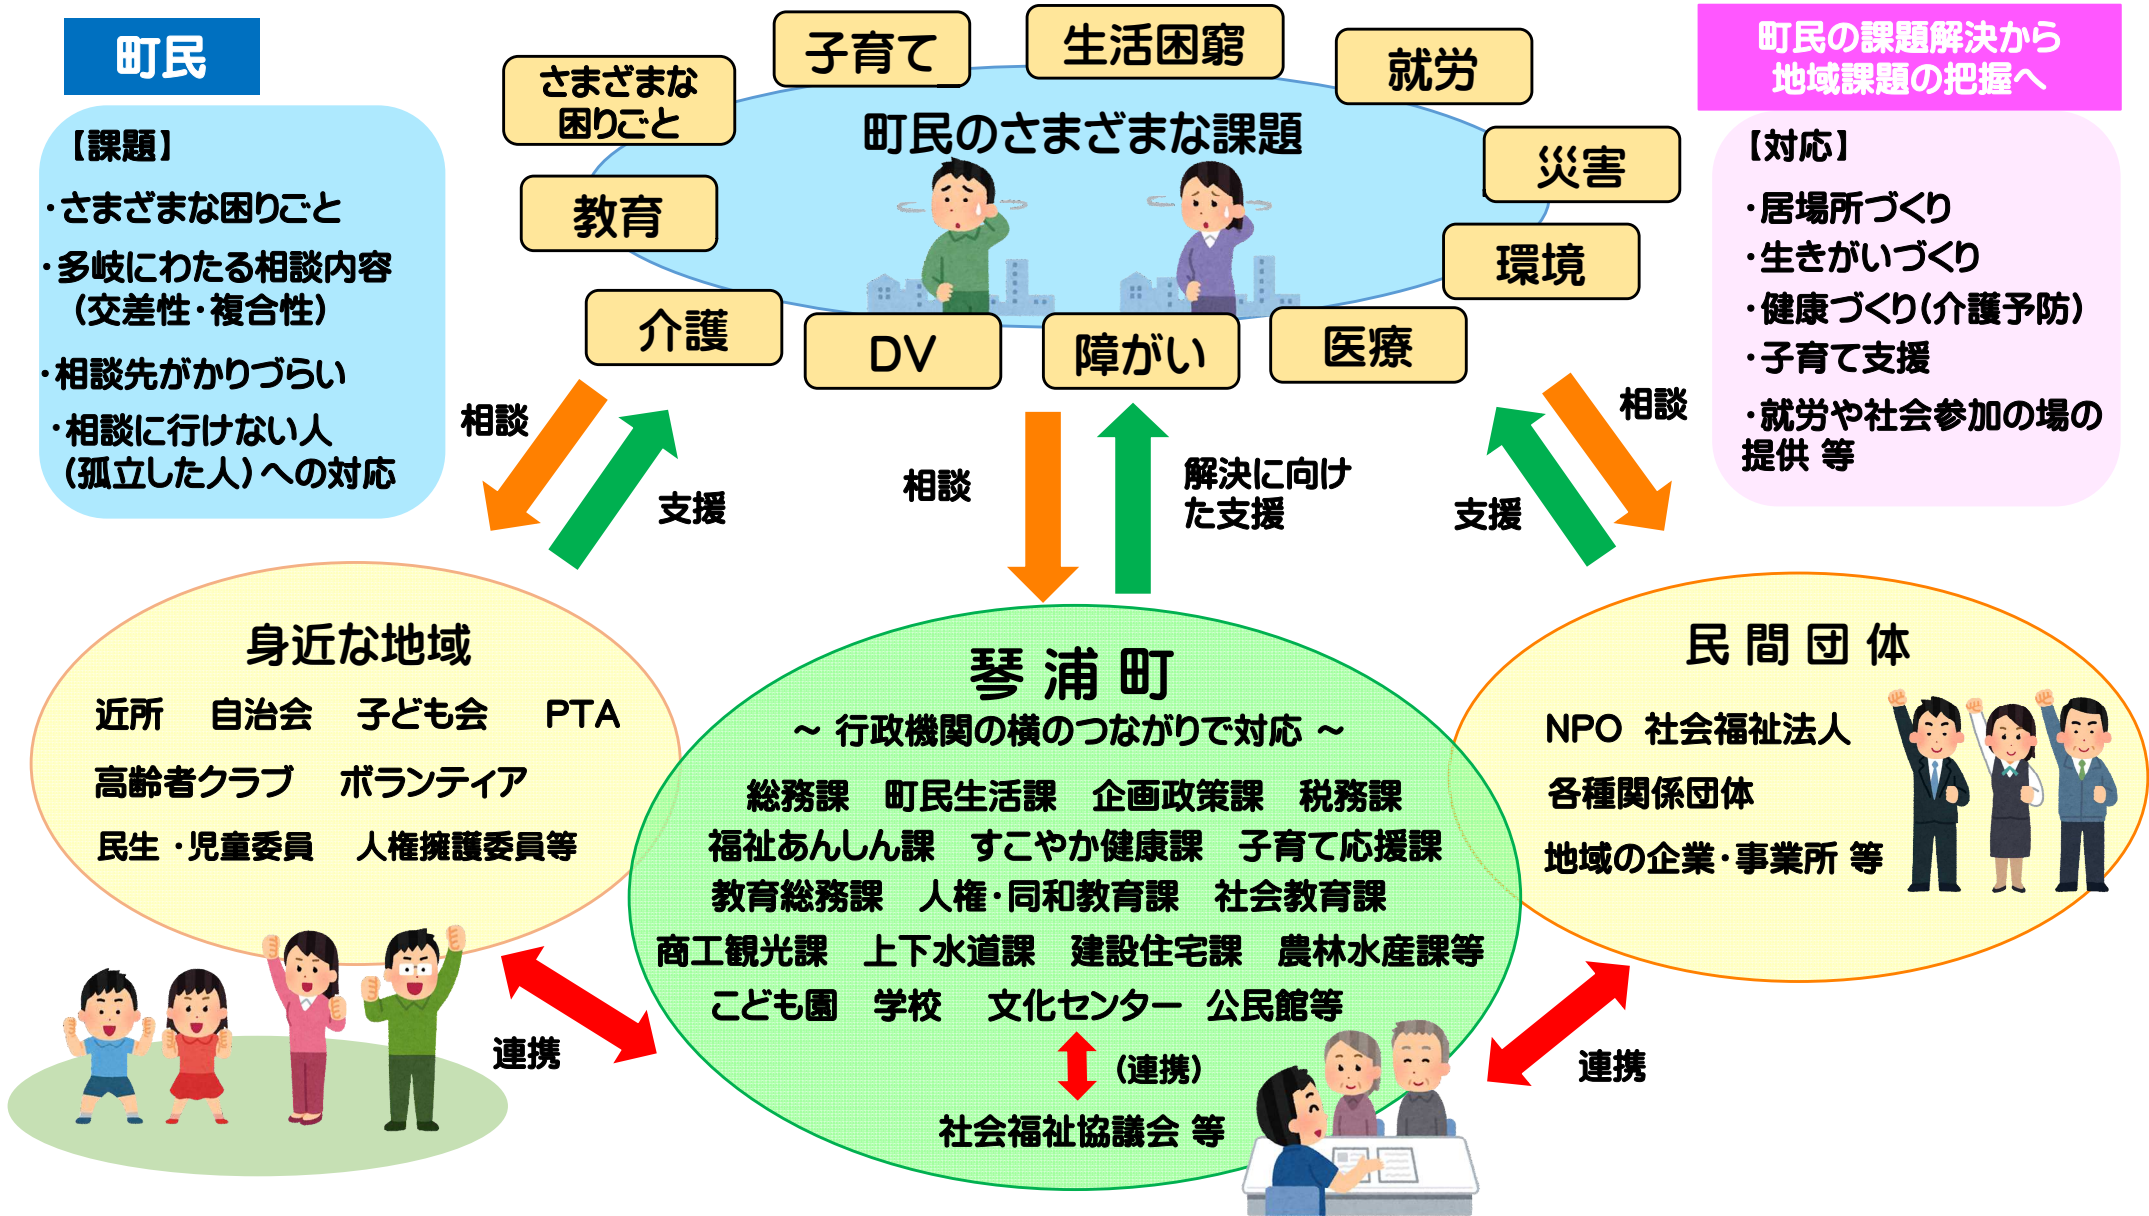 町民
【課題】
・さまざまな困りごと
・多岐にわたる相談内容
（交差性・複合性）
・相談先がかりづらい
・相談に行けない人
（孤立した人）への対応
さまざまな
困りごと
子育て
生活困窮
就労
町民のさまざまな課題
災害
教育
環境
介護
DV
障がい
医療
町民の課題解決から
地域課題の把握へ
【対応】
・居場所づくり
・生きがいづくり
・健康づくり（介護予防）
・子育て支援
・就労や社会参加の場の
提供 等
相談
支援
相談
解決に向け
た支援
支援
相談
身近な地域
近所 自治会 子ども会 PTA
高齢者クラブ ボランティア
民生・児童委員 人権擁護委員等
琴浦町
～ 行政機関の横のつながりで対応 ～
総務課 町民生活課 企画政策課 税務課
福祉あんしん課 すこやか健康課 子育て応援課
教育総務課 人権・同和教育課 社会教育課
商工観光課 上下水道課 建設住宅課 農林水産課等
こども園 学校 文化センター 公民館等
（連携）
社会福祉協議会 等
民間団体
NPO 社会福祉法人
各種関係団体
地域の企業・事業所 等
連携
連携